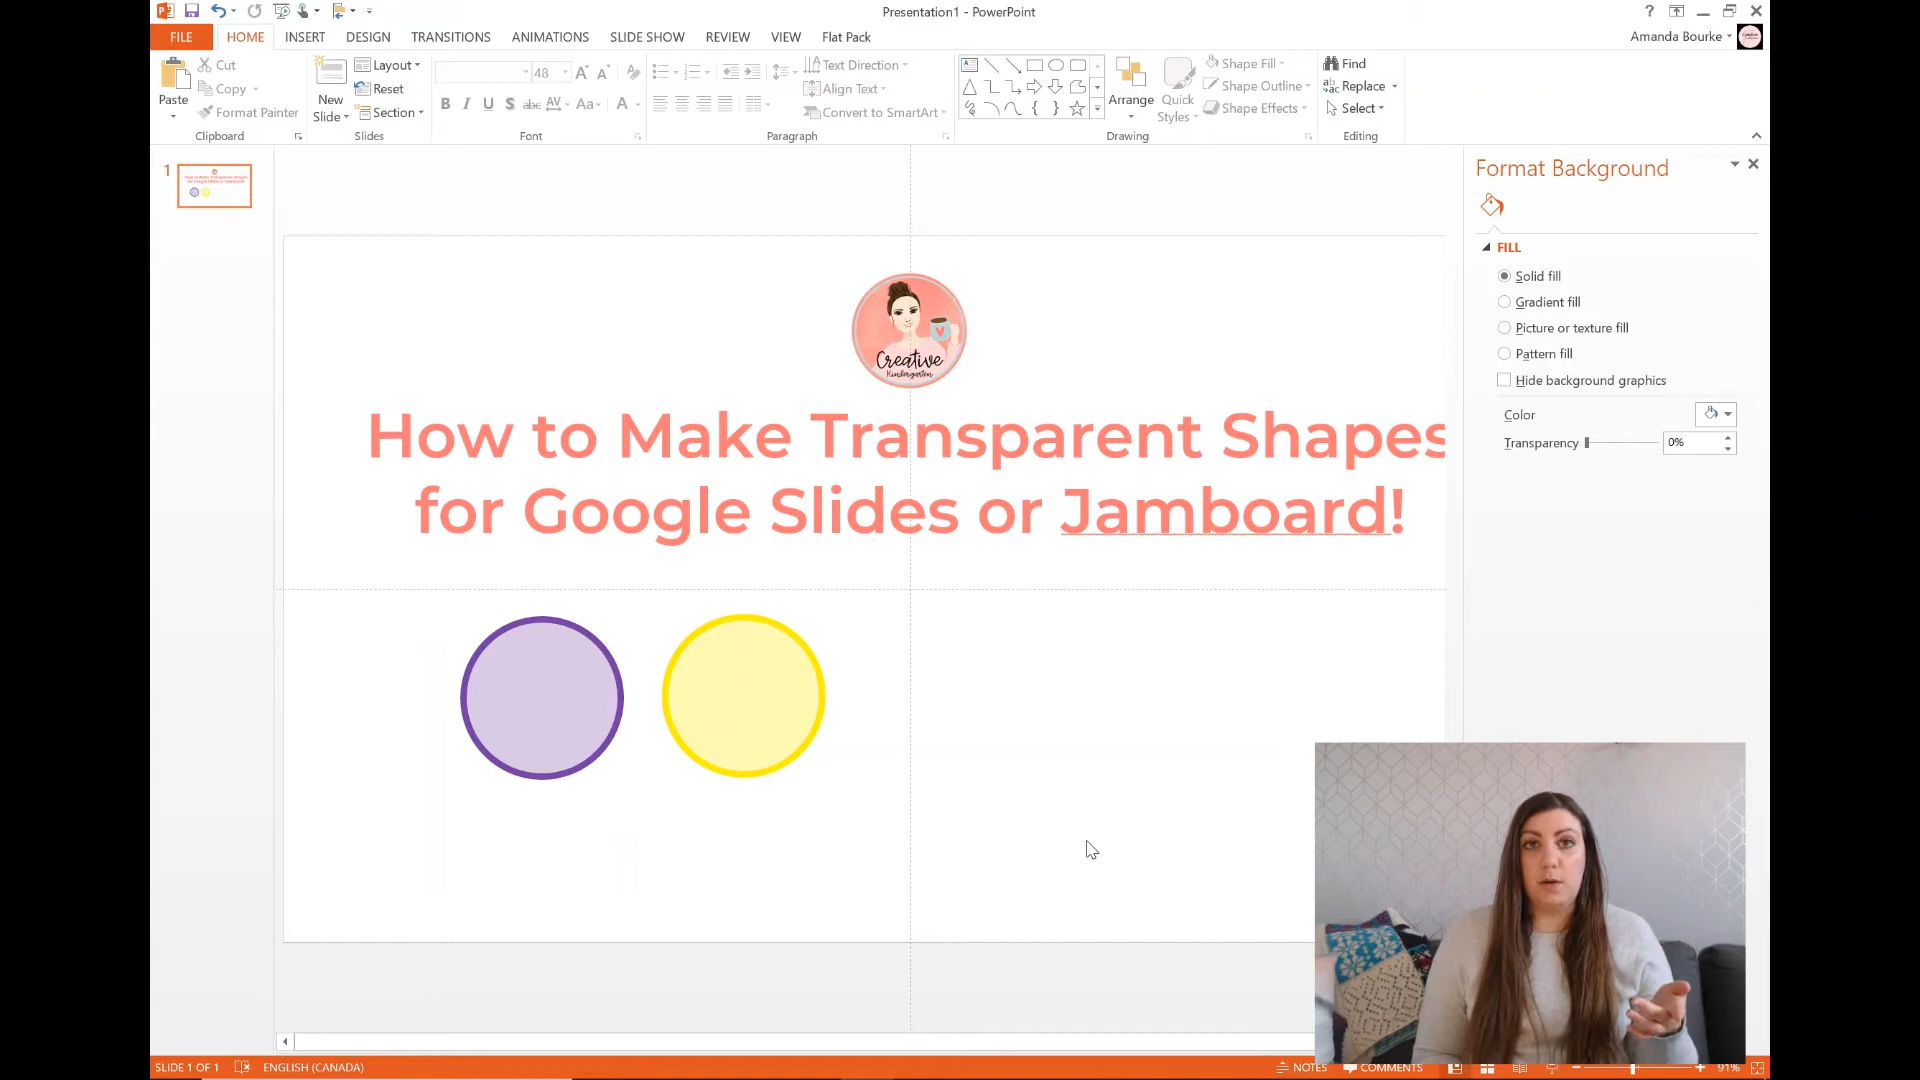 Presentation1 - PowerPoint
FILE
HOME
INSERT
DESIGN
TRANSITIONS
ANIMATIONS
SLIDE SHOW
REVIEW
VIEW
Flat Pack
Amanda Bourke
Paste
Cut
Copy
Format Painter
Clipboard
New
Slide
Layout
Reset
Section
Slides
48
Font
Text Direction
Align Text
Convert to SmartArt
Paragraph
Arrange
Quick
Styles
Shape Fill
Shape Outline
Shape Effects
Drawing
Find
Replace
Select
Editing
1
Creative
Kindergarten
How to Make Transparent Shapes
for Google Slides or Jamboard!
Format Background
FILL
Solid fill
Gradient fill
Picture or texture fill
Pattern fill
Hide background graphics
Color
Transparency
0%
SLIDE 1 OF 1
ENGLISH (CANADA)
NOTES
COMMENTS
91%